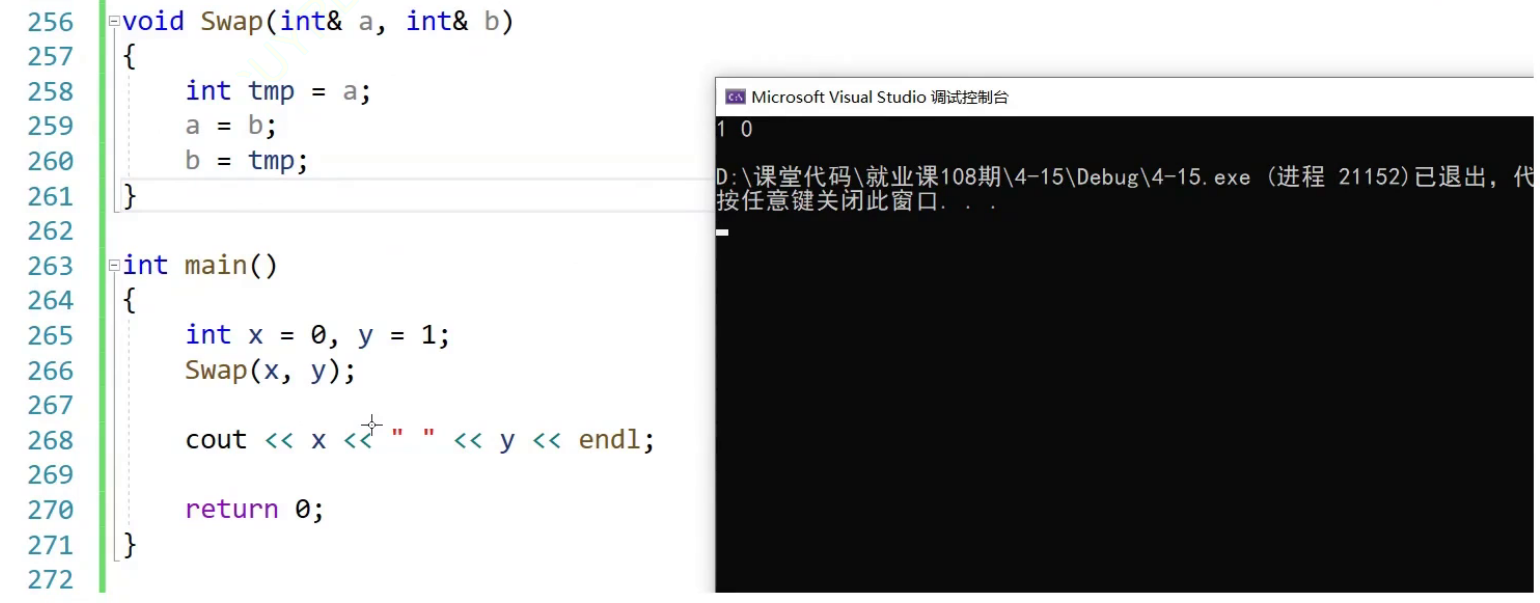 256 void Swap(int& a, int& b)
257 {
258 int tmp = a;
259 a = b;
260 b = tmp;
261 }
262
263 int main()
264 {
265 int x = 0, y = 1;
266 Swap(x, y);
267
268 cout << x << " " << y << endl;
269
270 return 0;
271 }
272
Microsoft Visual Studio 调试控制台
1 0
D:\课堂代码\就业课108期\4-15\Debug\4-15.exe (进程 21152)已退出，代
按任意键关闭此窗口. . .